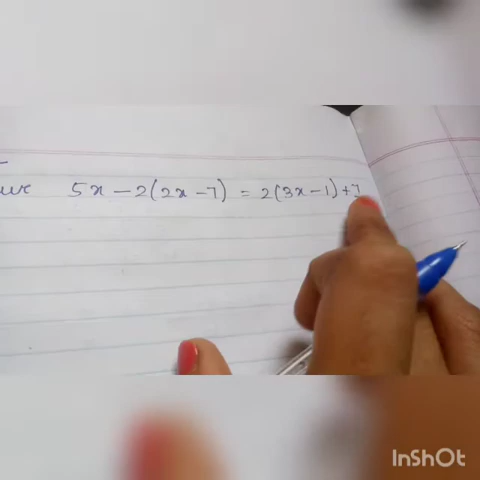 5x - 2(2x - 7) = 2(3x - 1) + 7
InShOt